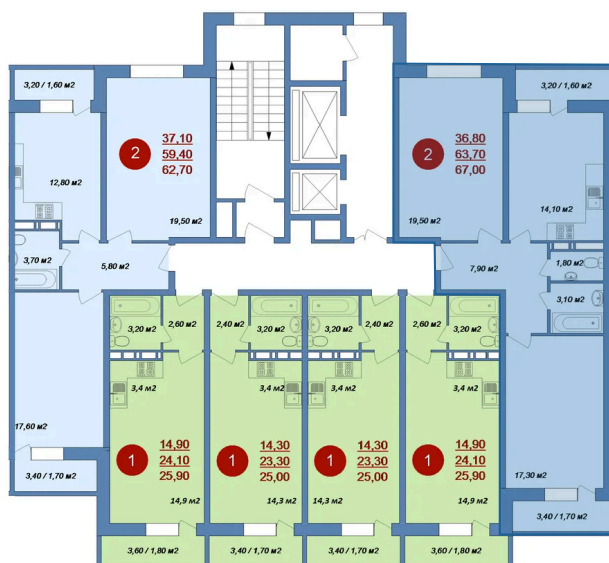 3,20 / 1,60 м2
3,20 / 1,60 м2
2
37,10
59,40
62,70
2
36,80
63,70
67,00
12,80 м2
19,50 м2
19,50 м2
14,10 м2
3,70 м2
5,80 м2
7,90 м2
1,80 м2
3,10 м2
3,20 м2
2,60 м2
2,40 м2
3,20 м2
3,20 м2
2,40 м2
2,60 м2
3,20 м2
3,4 м2
3,4 м2
3,4 м2
3,4 м2
17,60 м2
1
14,90
24,10
25,90
1
14,30
23,30
25,00
1
14,30
23,30
25,00
1
14,90
24,10
25,90
3,40 / 1,70 м2
14,9 м2
14,3 м2
14,3 м2
14,9 м2
17,30 м2
3,40 / 1,70 м2
3,60 / 1,80 м2
3,40 / 1,70 м2
3,40 / 1,70 м2
3,60 / 1,80 м2